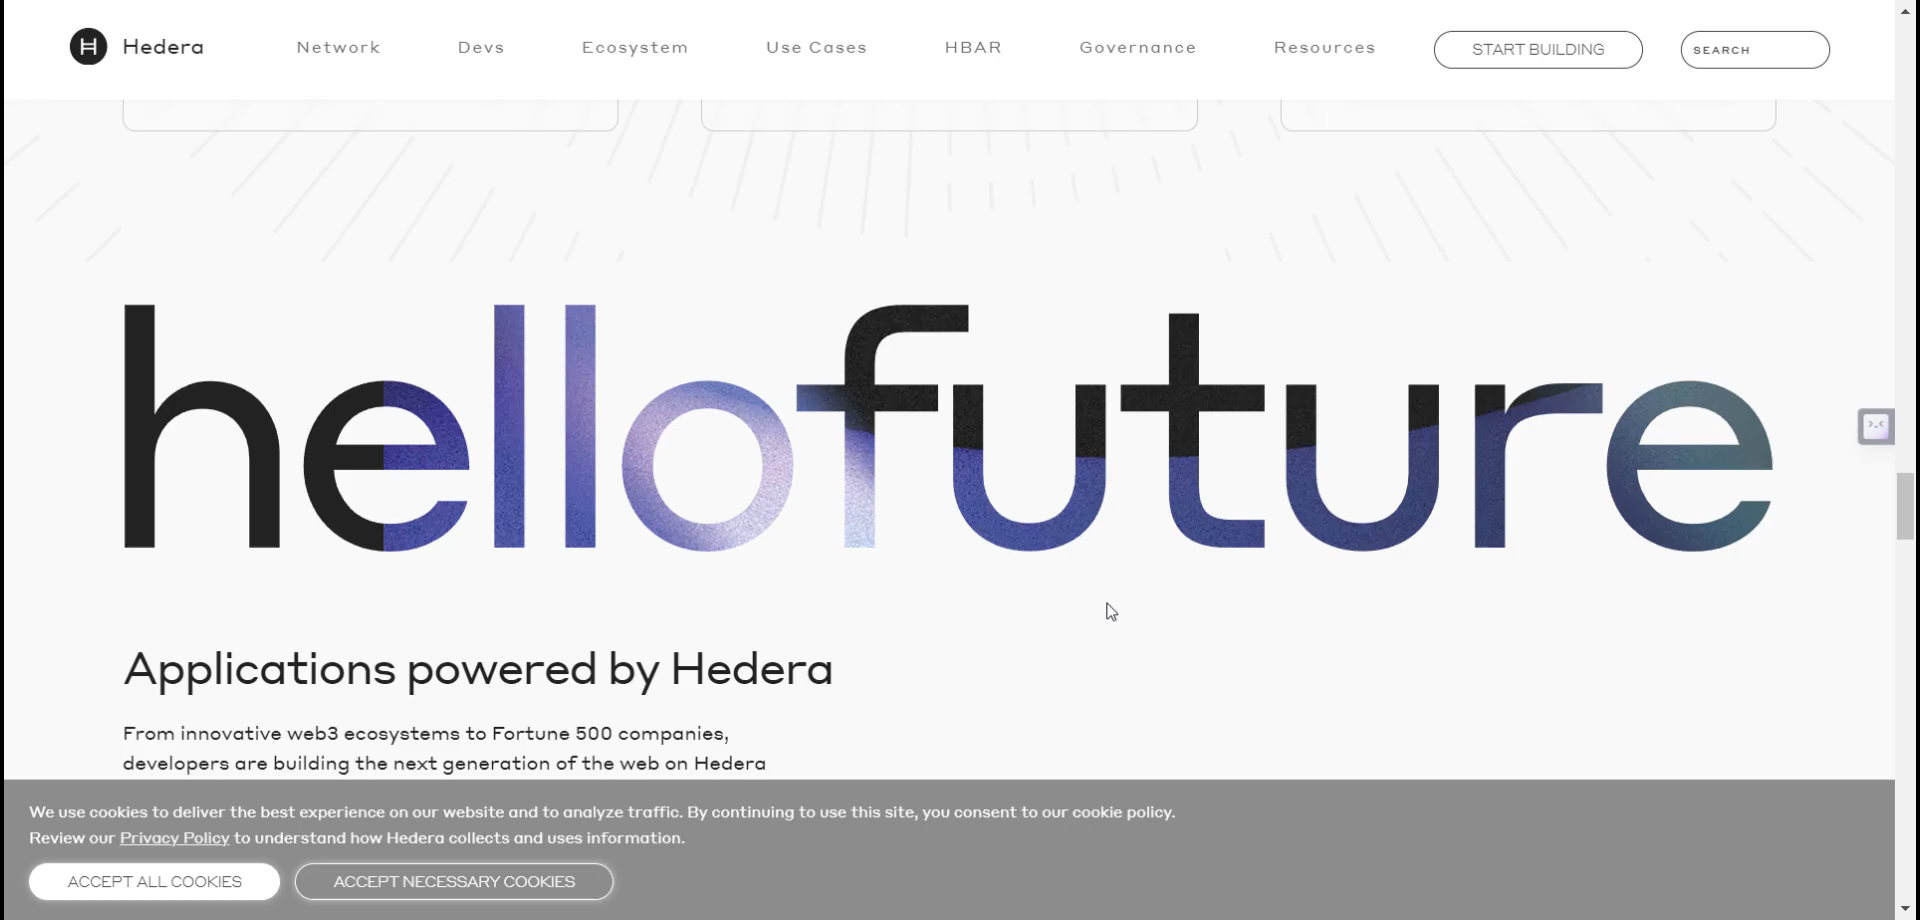 Hedera
Network Devs Ecosystem Use Cases HBAR Governance Resources START BUILDING SEARCH
hellofuture
Applications powered by Hedera
From innovative web3 ecosystems to Fortune 500 companies,
developers are building the next generation of the web on Hedera
We use cookies to deliver the best experience on our website and to analyze traffic. By continuing to use this site, you consent to our cookie policy.
Review our Privacy Policy to understand how Hedera collects and uses information.
ACCEPT ALL COOKIES ACCEPT NECESSARY COOKIES